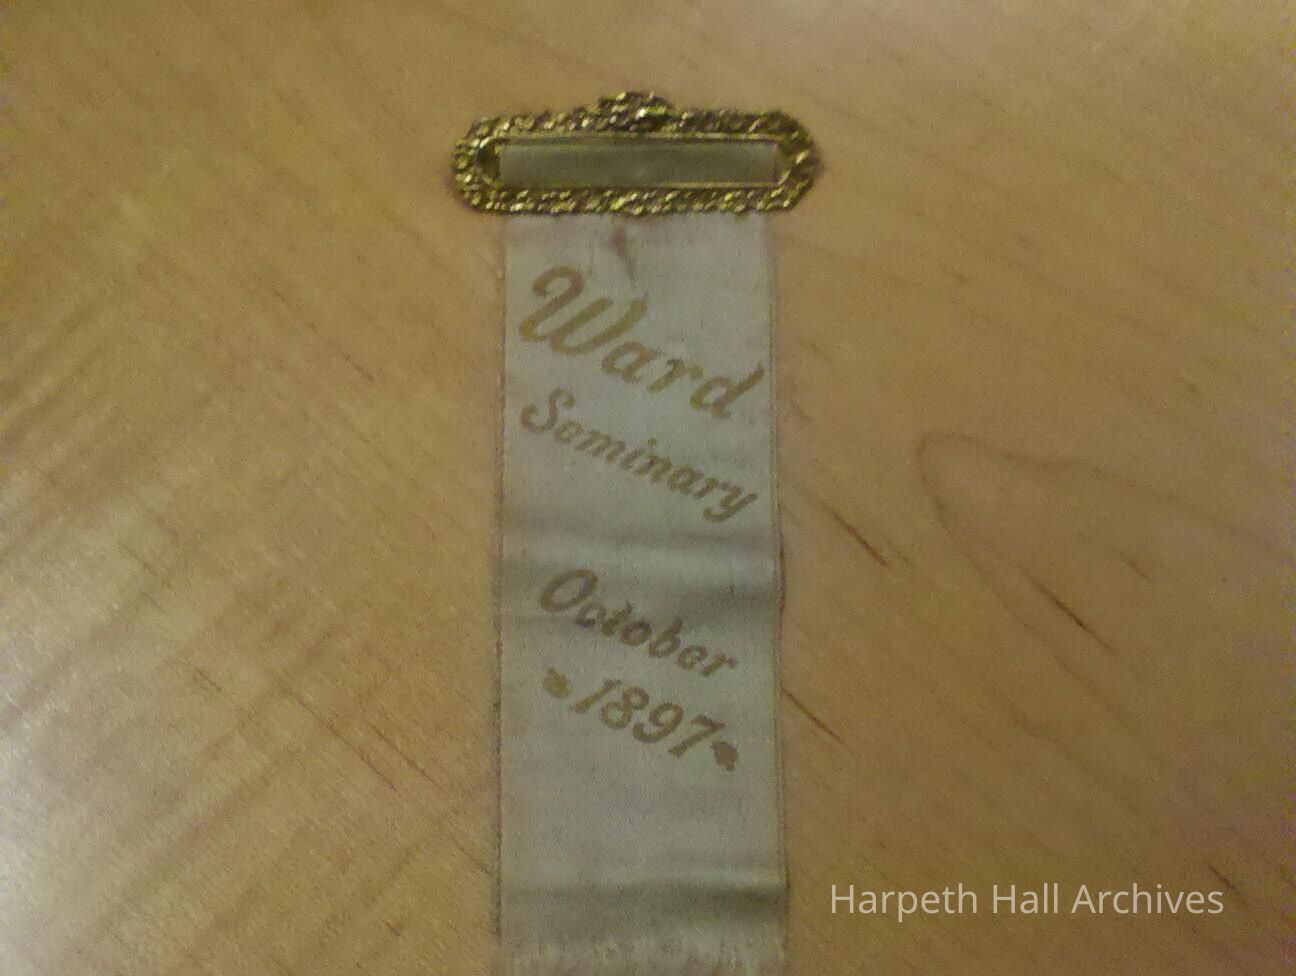 Ward
Seminary
October
1897
Harpeth Hall Archives